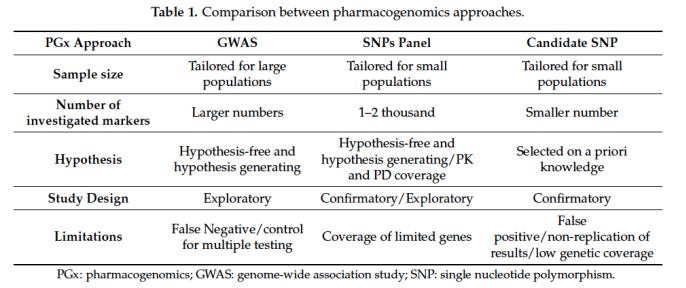 Table 1. Comparison between pharmacogenomics approaches.
PGx Approach GWAS SNPs Panel Candidate SNP
Sample size Tailored for large populations Tailored for small populations Tailored for small populations
Number of investigated markers Larger numbers 1–2 thousand Smaller number
Hypothesis Hypothesis-free and hypothesis generating Hypothesis-free and hypothesis generating/PK and PD coverage Selected on a priori knowledge
Study Design Exploratory Confirmatory/Exploratory Confirmatory
Limitations False Negative/control for multiple testing Coverage of limited genes False positive/non-replication of results/low genetic coverage
PGx: pharmacogenomics; GWAS: genome-wide association study; SNP: single nucleotide polymorphism.